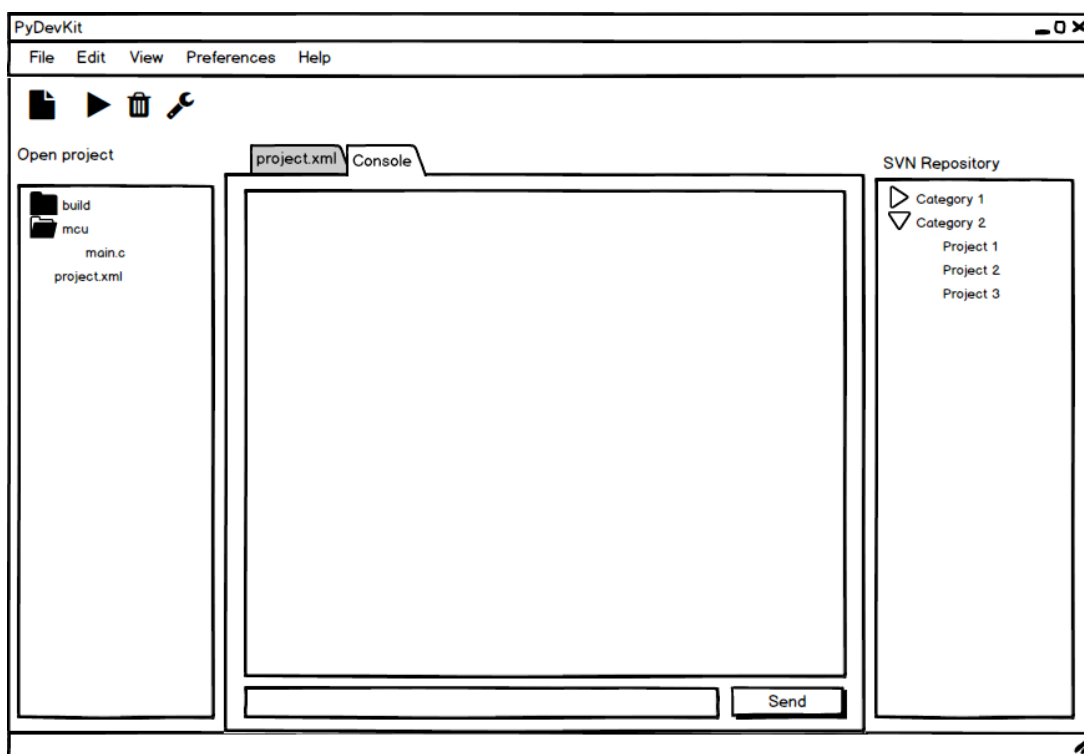 PyDevKit
File Edit View Preferences Help
Open project
build
mcu
main.c
project.xml
project.xml Console
Send
SVN Repository
Category 1
Category 2
Project 1
Project 2
Project 3